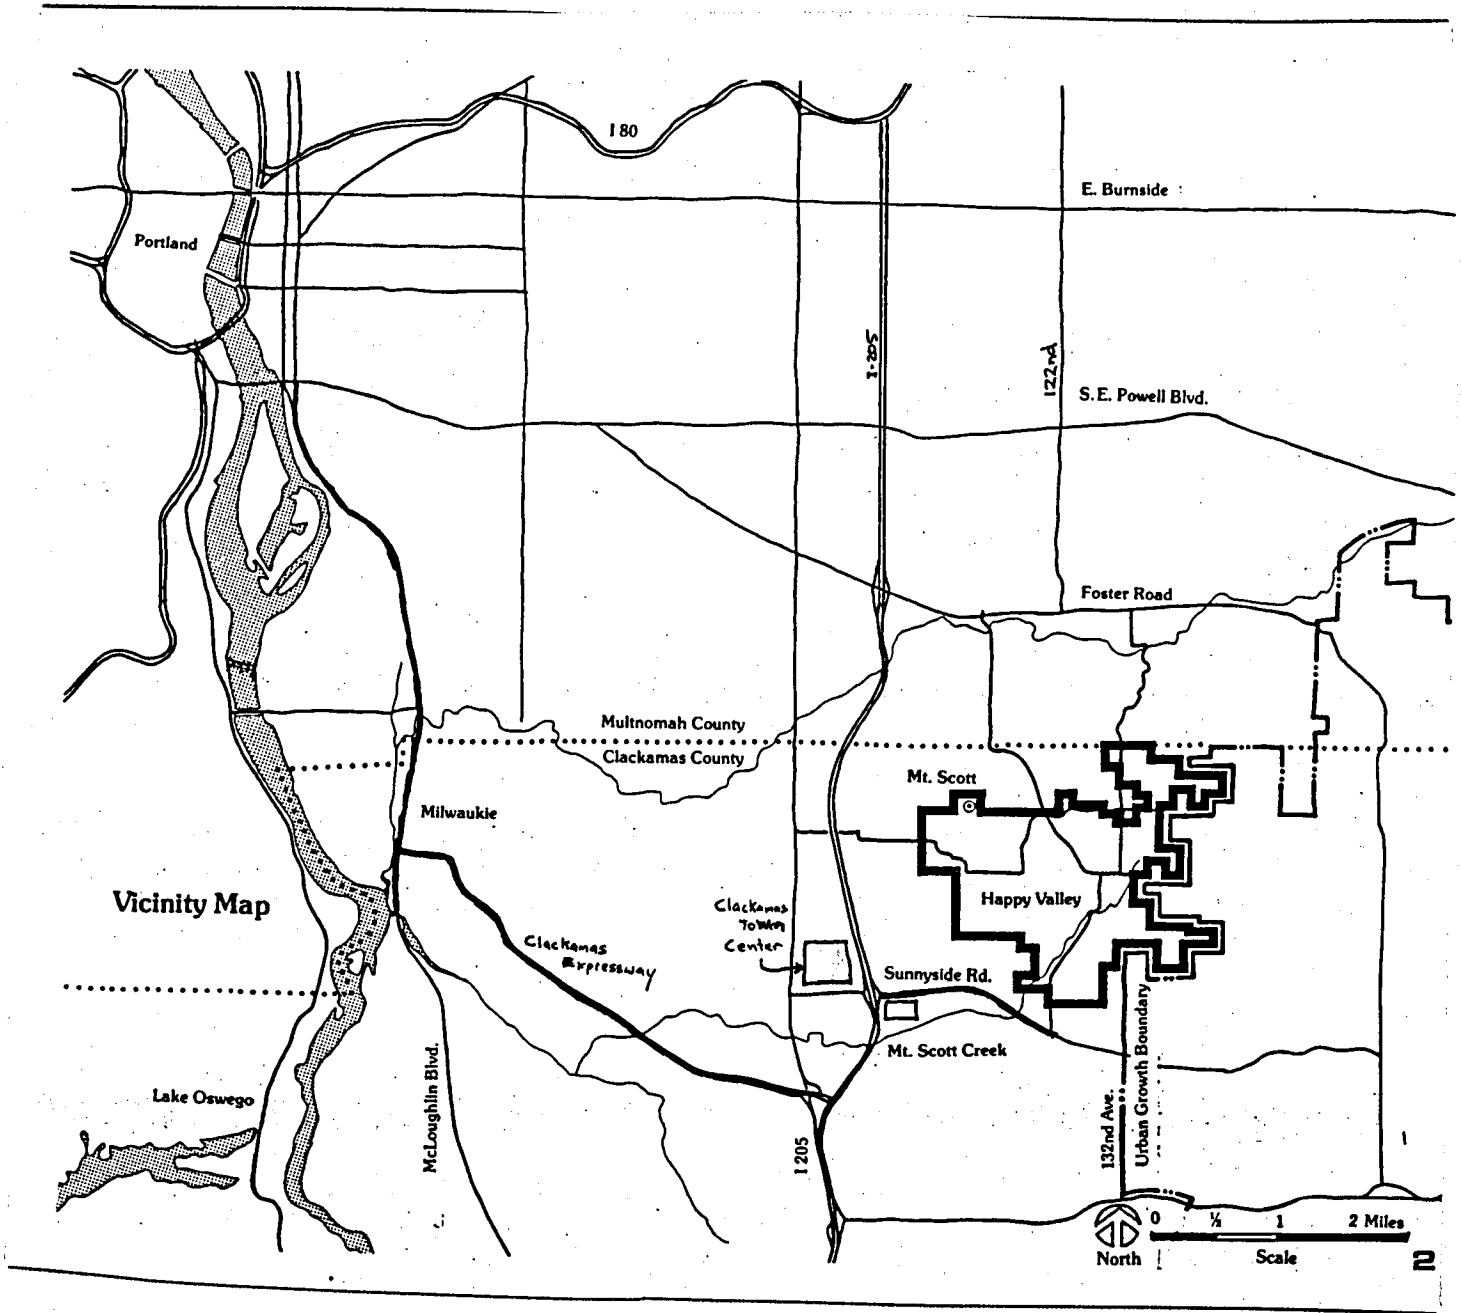 I 80
E. Burnside
Portland
I-205
122nd
S.E. Powell Blvd.
Foster Road
Multnomah County
Clackamas County
Mt. Scott
Milwaukie
Vicinity Map
Happy Valley
Clackamas
Town
Center
Clackamas
Expressway
Sunnyside Rd.
Mt. Scott Creek
Lake Oswego
McLoughlin Blvd.
I 205
132nd Ave.
Urban Growth Boundary
0 ½ 1 2 Miles
North
Scale
2